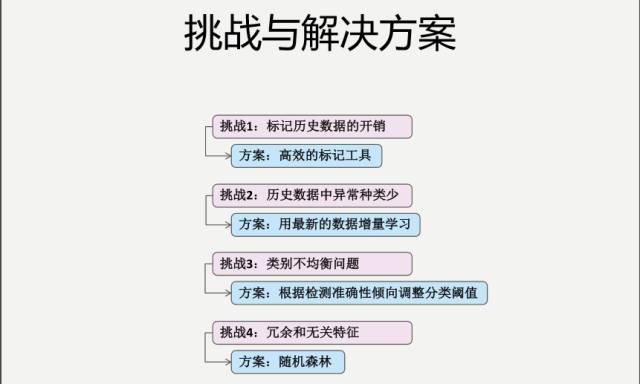 挑战与解决方案
挑战1：标记历史数据的开销
方案：高效的标记工具
挑战2：历史数据中异常种类少
方案：用最新的数据增量学习
挑战3：类别不均衡问题
方案：根据检测准确性倾向调整分类阈值
挑战4：冗余和无关特征
方案：随机森林